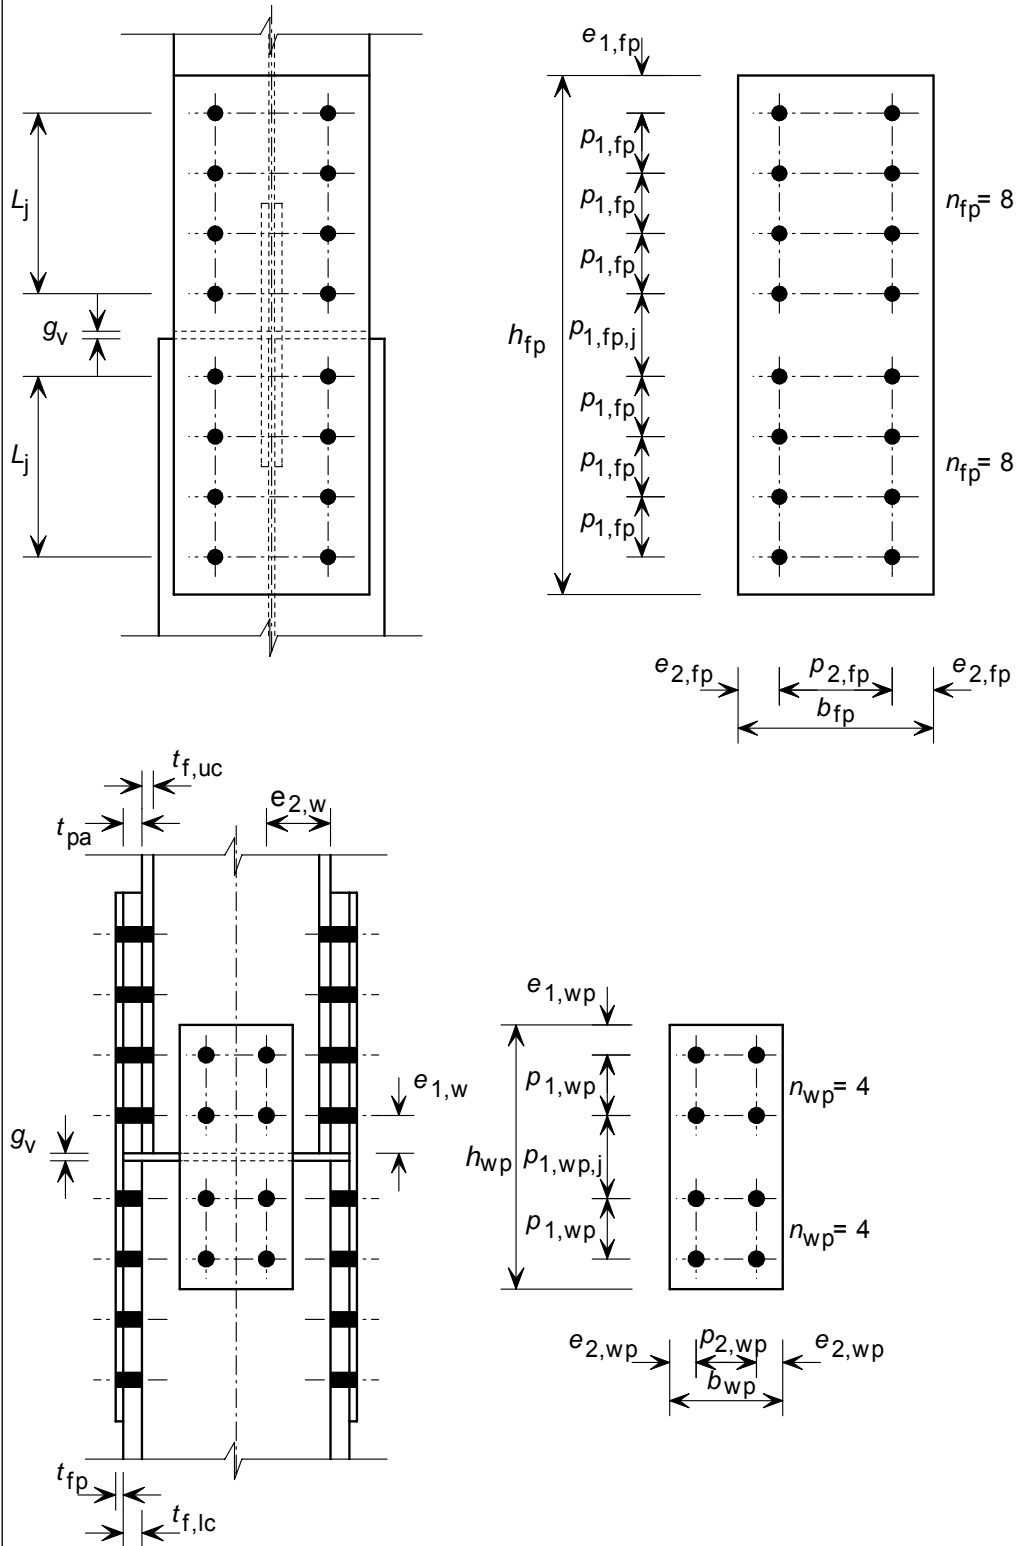 e1,fp
p1,fp
Lj
p1,fp
nfp= 8
p1,fp
gv
hfp
p1,fp,j
p1,fp
Lj
p1,fp
nfp= 8
p1,fp
e2,fp
p2,fp
e2,fp
bfp
tf,uc
e2,w
tpa
e1,wp
e1,w
p1,wp
nwp= 4
gv
hwp
p1,wp,j
p1,wp
nwp= 4
e2,wp
p2,wp
e2,wp
bwp
tfp
tf,lc